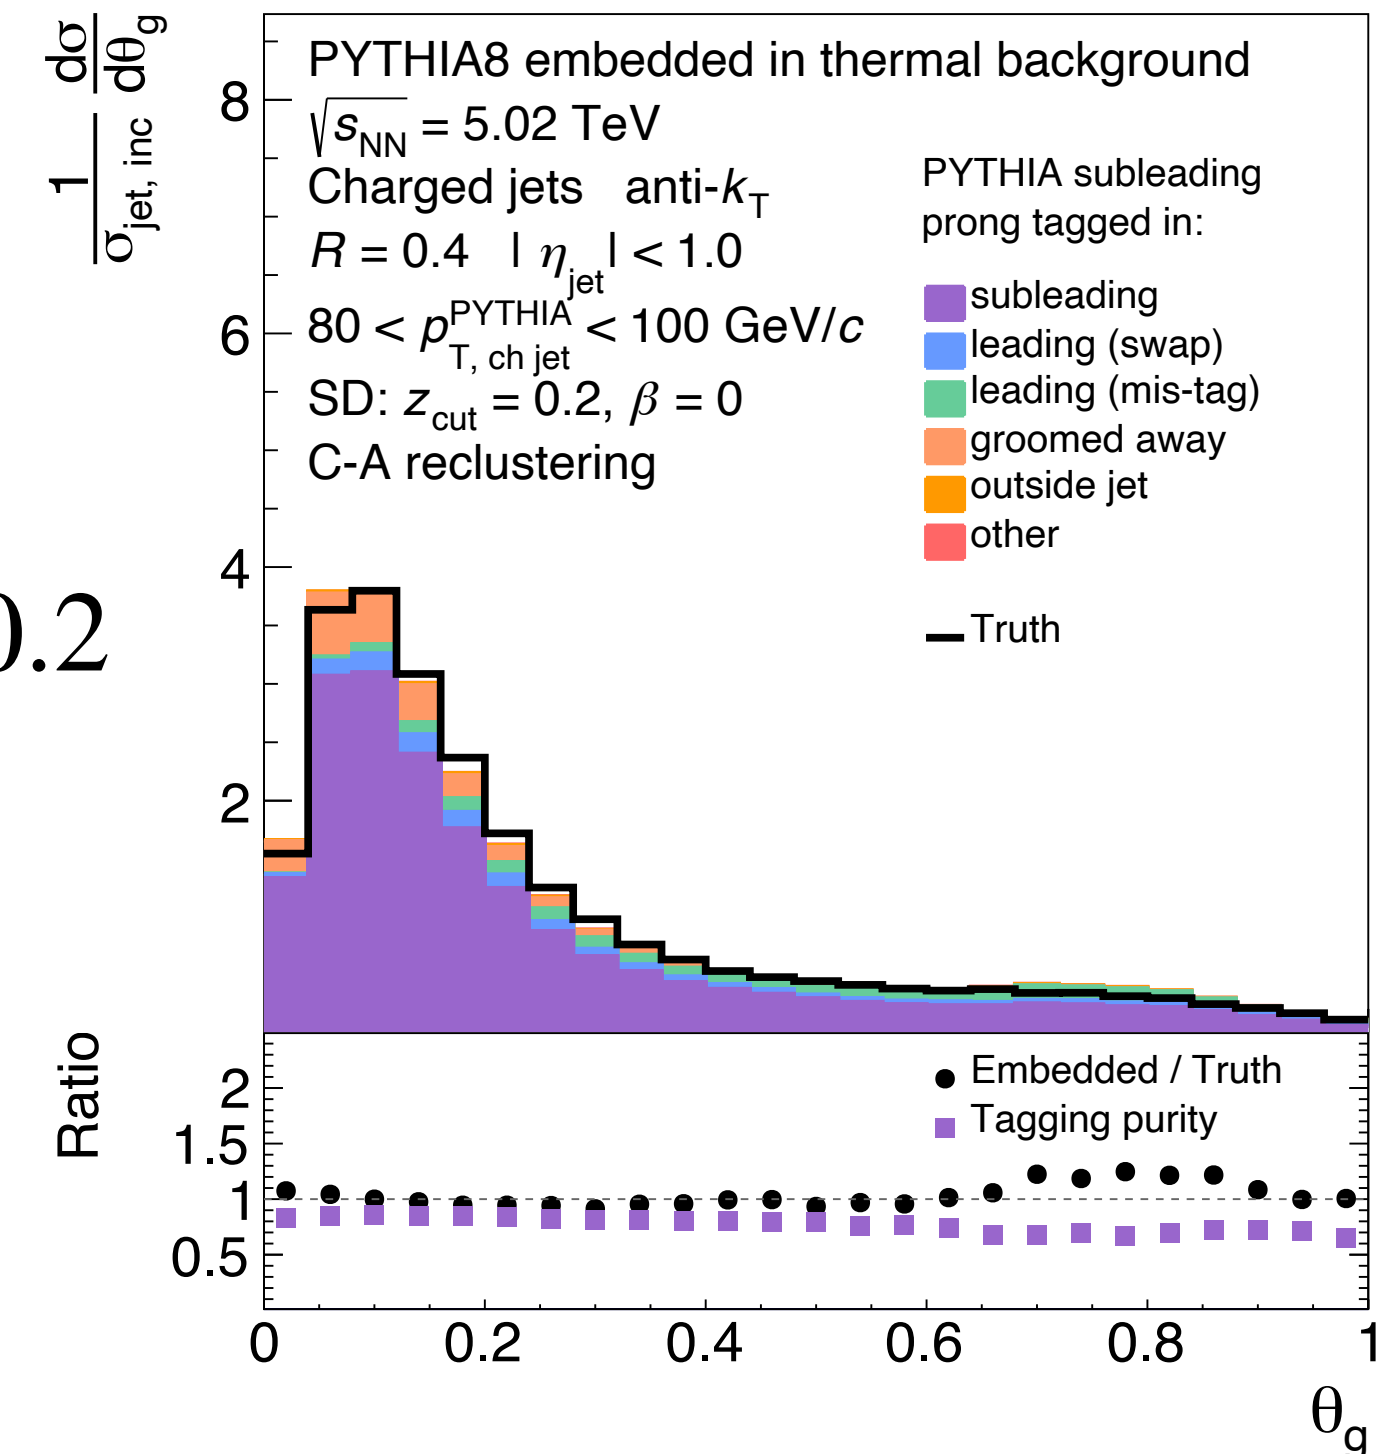 1/σ_jet, inc dσ/dθ_g
PYTHIA8 embedded in thermal background
√s_NN = 5.02 TeV
Charged jets anti-k_T
R = 0.4 | η_jet | < 1.0
80 < p_T, ch jet^PYTHIA < 100 GeV/c
SD: z_cut = 0.2, β = 0
C-A reclustering
PYTHIA subleading
prong tagged in:
subleading
leading (swap)
leading (mis-tag)
groomed away
outside jet
other
Truth
8
6
4
2
0.2
Ratio
Embedded / Truth
Tagging purity
2
1.5
1
0.5
0 0.2 0.4 0.6 0.8 1
θ_g